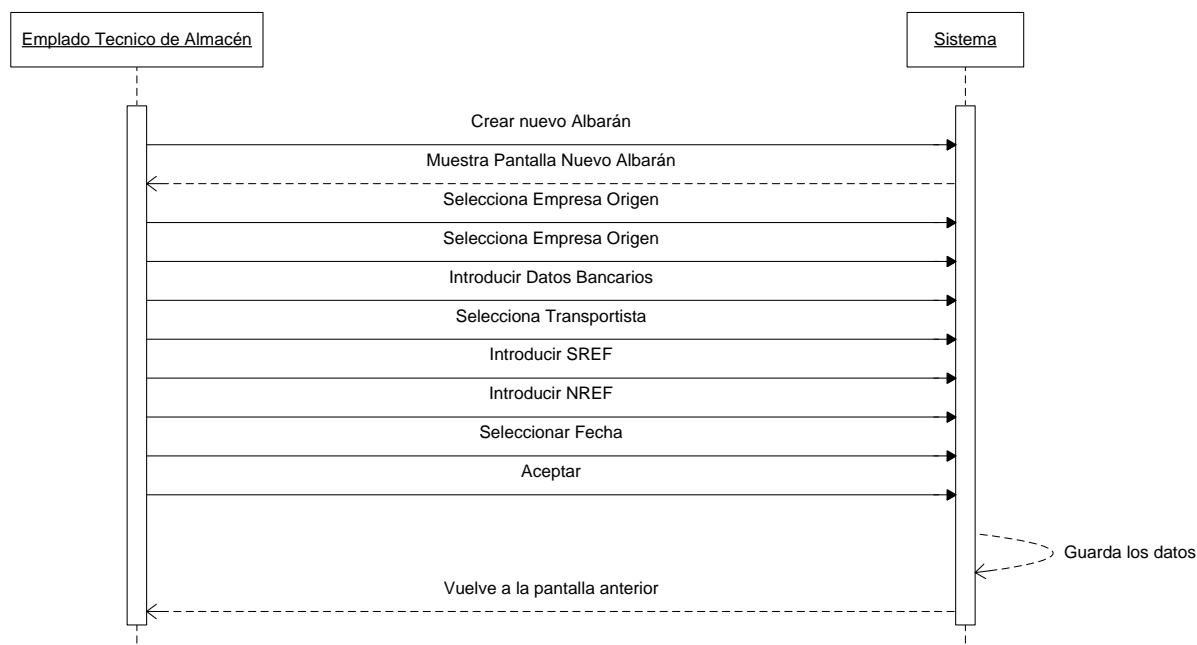 Emplado Tecnico de Almacén
Sistema
Crear nuevo Albarán
Muestra Pantalla Nuevo Albarán
Selecciona Empresa Origen
Selecciona Empresa Origen
Introducir Datos Bancarios
Selecciona Transportista
Introducir SREF
Introducir NREF
Seleccionar Fecha
Aceptar
Guarda los datos
Vuelve a la pantalla anterior